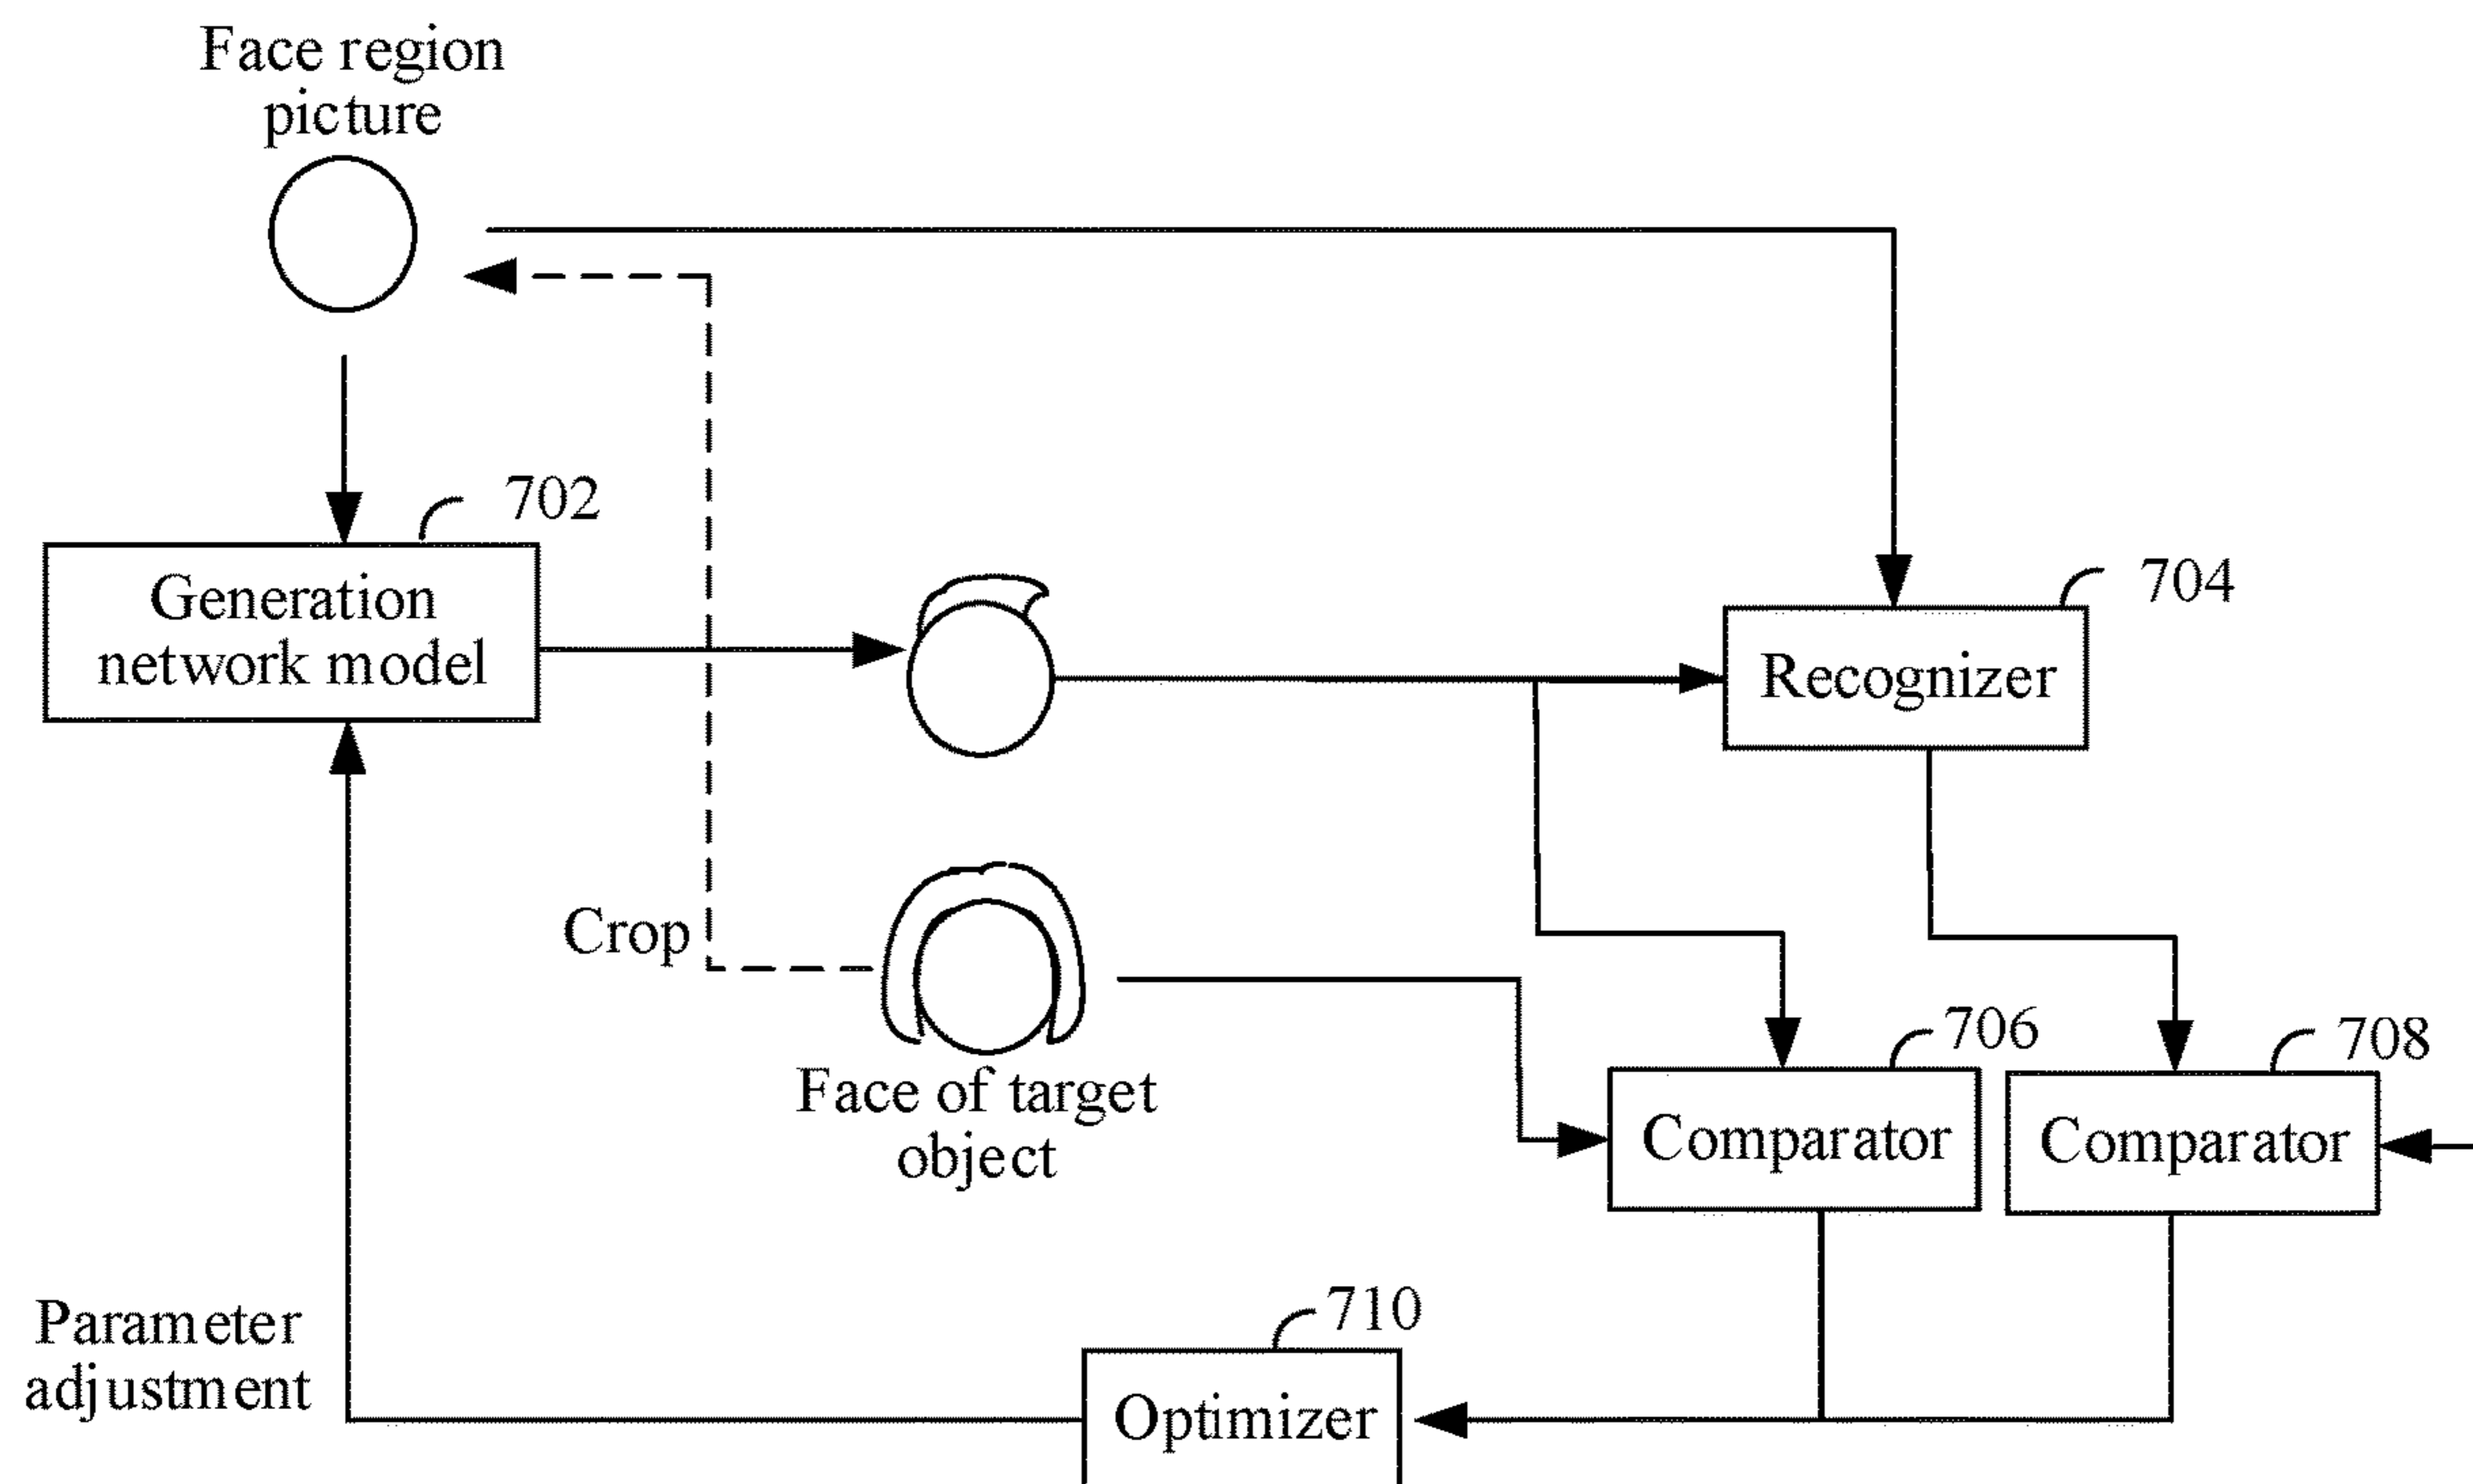 Face region
picture
702
Generation
network model
704
Recognizer
Crop
Face of target
object
706
Comparator
708
Comparator
Parameter
adjustment
710
Optimizer